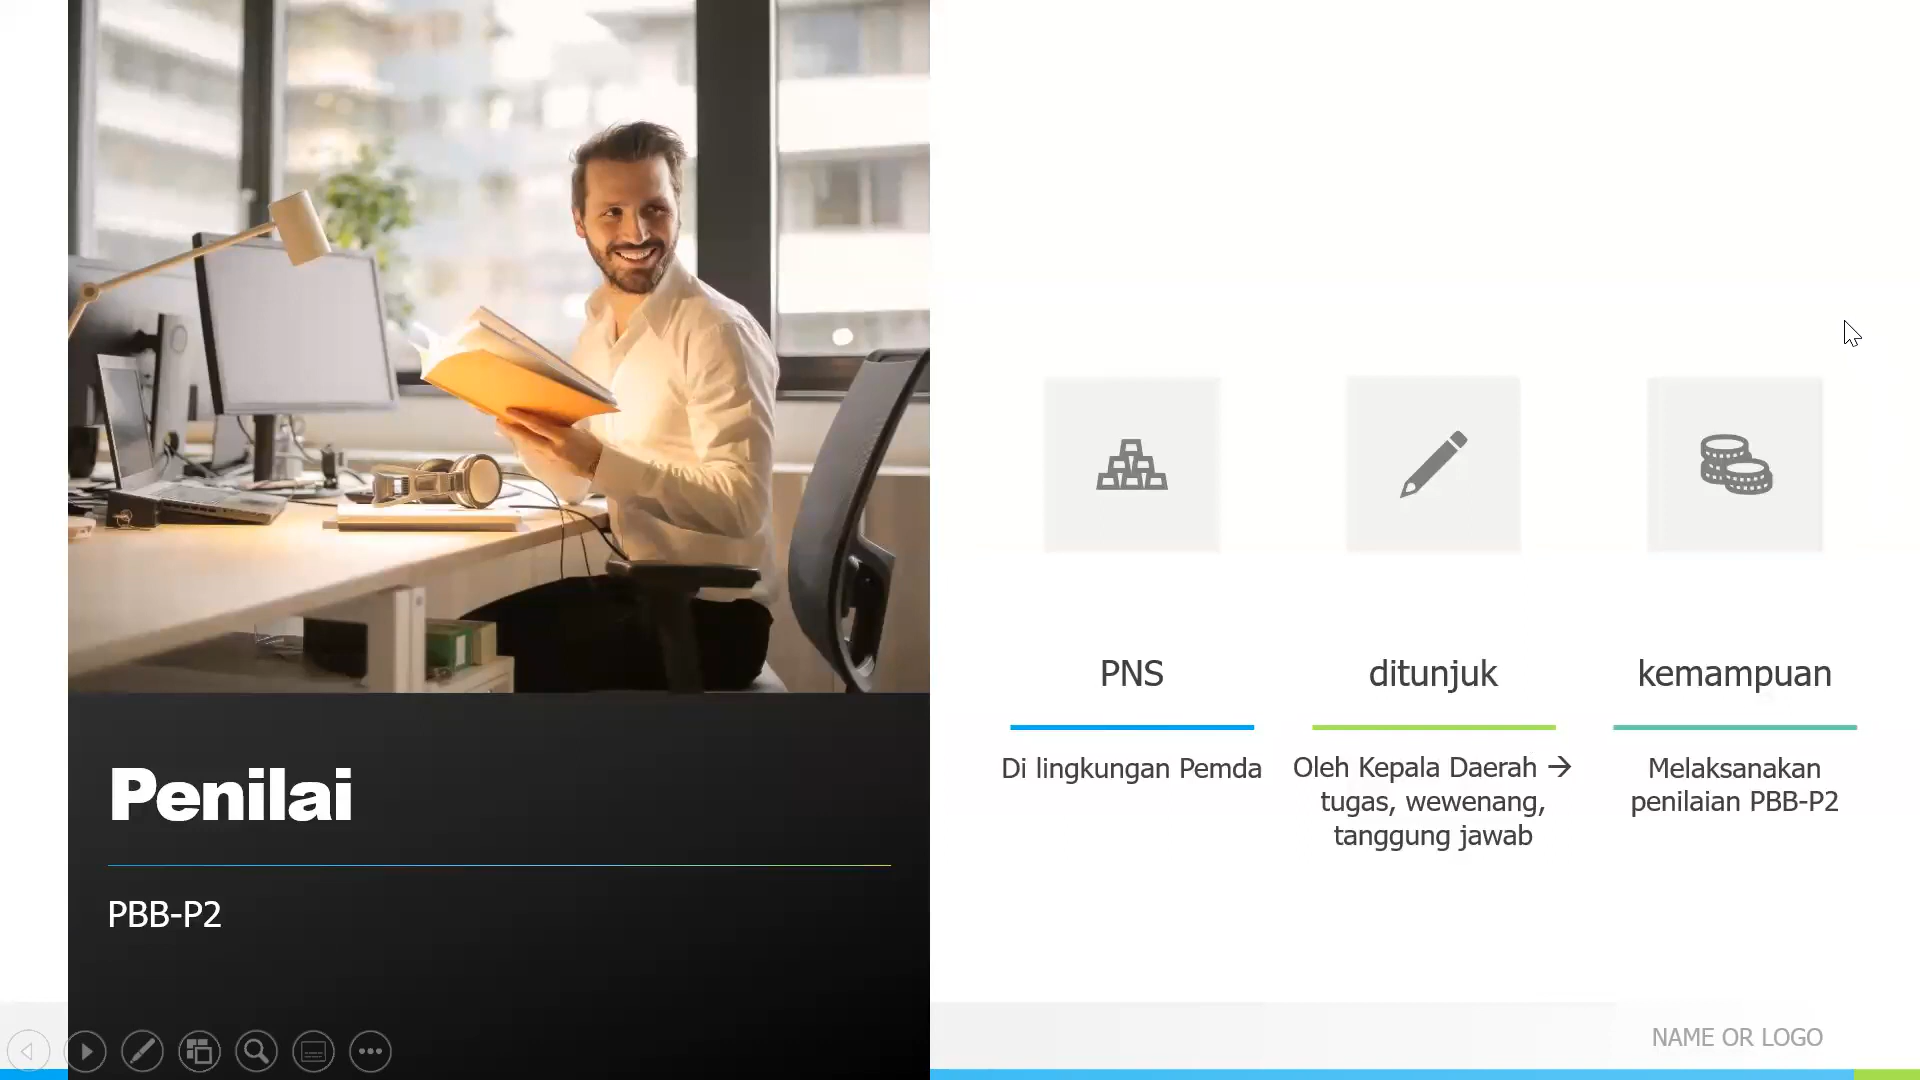 Penilai
PBB-P2
PNS
Di lingkungan Pemda
ditunjuk
Oleh Kepala Daerah →
tugas, wewenang,
tanggung jawab
kemampuan
Melaksanakan
penilaian PBB-P2
NAME OR LOGO